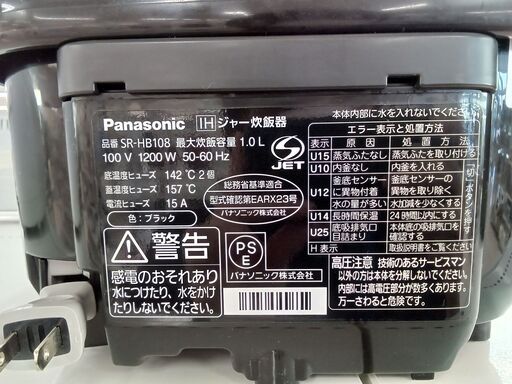 Panasonic IHジャー炊飯器
品番 SR-HB108 最大炊飯容量 1.0 L
100 V 1200 W 50-60 Hz
底温度ヒューズ 142℃ 2個
蓋温度ヒューズ 157℃
電流ヒューズ 15 A
色：ブラック
S JET
総務省基準適合
型式確認第EARX23号
パナソニック株式会社
警告
感電のおそれあり
水につけたり、水をかけ
たりしないでください。
PS
E
パナソニック株式会社
本体内部に水を入れないでください。
エラー表示と処置方法
表示 原因 処置方法
U15 蒸気ふたなし 蒸気ふたを取り付ける
U10 内釜なし 内釜を入れる
U12 釜底センサーに異物付着 釜底センサーの異物を取り除く
水の量が多い 水加減を少なくする
U14 長時間保温 24時間以内にする
U25 底吸排気口目詰まり 本体底の吸排気口を確認する
H 表示 取扱説明書をご覧ください
切 ボタンを押す
高圧注意 技術のあるサービスマン
以外の方は本体を分解しないでください。
内部には高電圧部分が数多くあります。
万一さわると危険です。